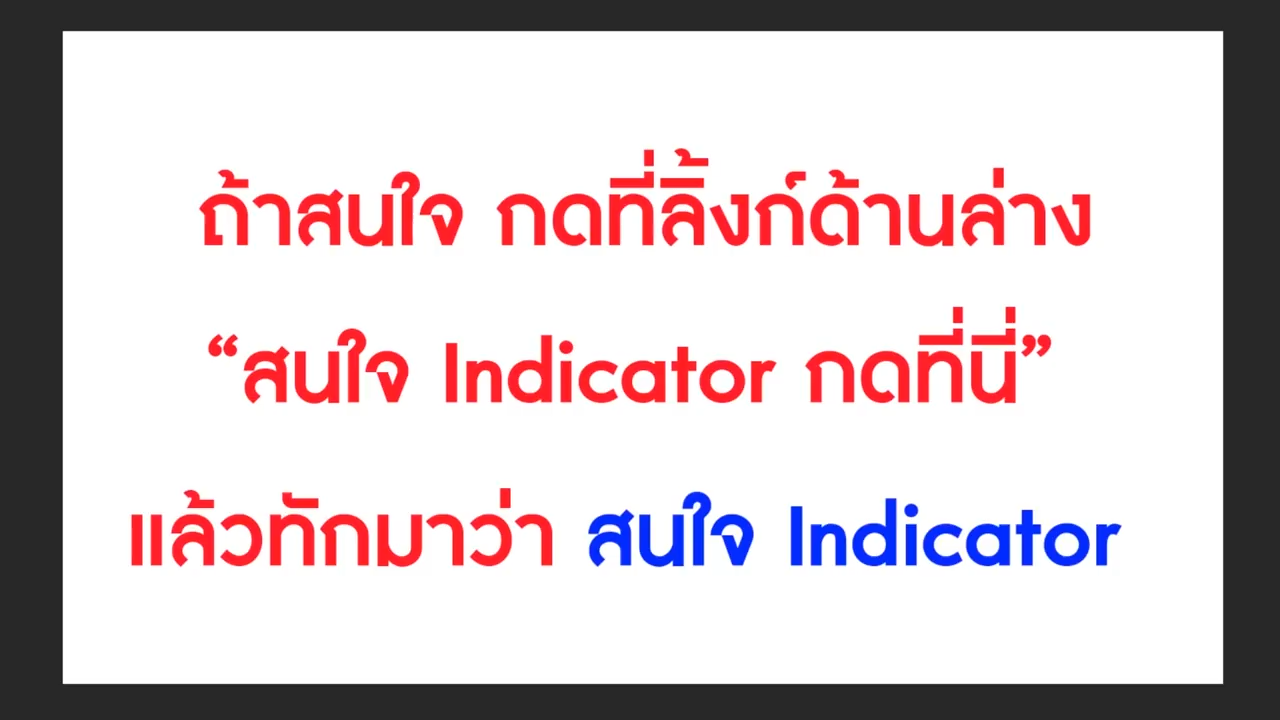 ถ้าสนใจ กดที่ลิ้งก์ด้านล่าง
“สนใจ Indicator กดที่นี่”
แล้วทักมาว่า สนใจ Indicator